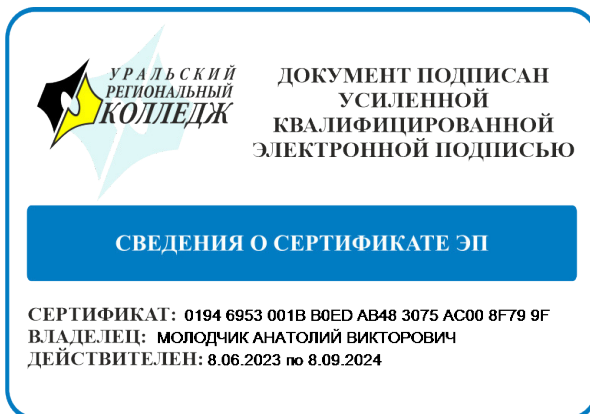 УРАЛЬСКИЙ
РЕГИОНАЛЬНЫЙ
КОЛЛЕДЖ
ДОКУМЕНТ ПОДПИСАН
УСИЛЕННОЙ
КВАЛИФИЦИРОВАННОЙ
ЭЛЕКТРОННОЙ ПОДПИСЬЮ
СВЕДЕНИЯ О СЕРТИФИКАТЕ ЭП
СЕРТИФИКАТ: 0194 6953 001B B0ED AB48 3075 AC00 8F79 9F
ВЛАДЕЛЕЦ: МОЛОДЧИК АНАТОЛИЙ ВИКТОРОВИЧ
ДЕЙСТВИТЕЛЕН: 8.06.2023 по 8.09.2024